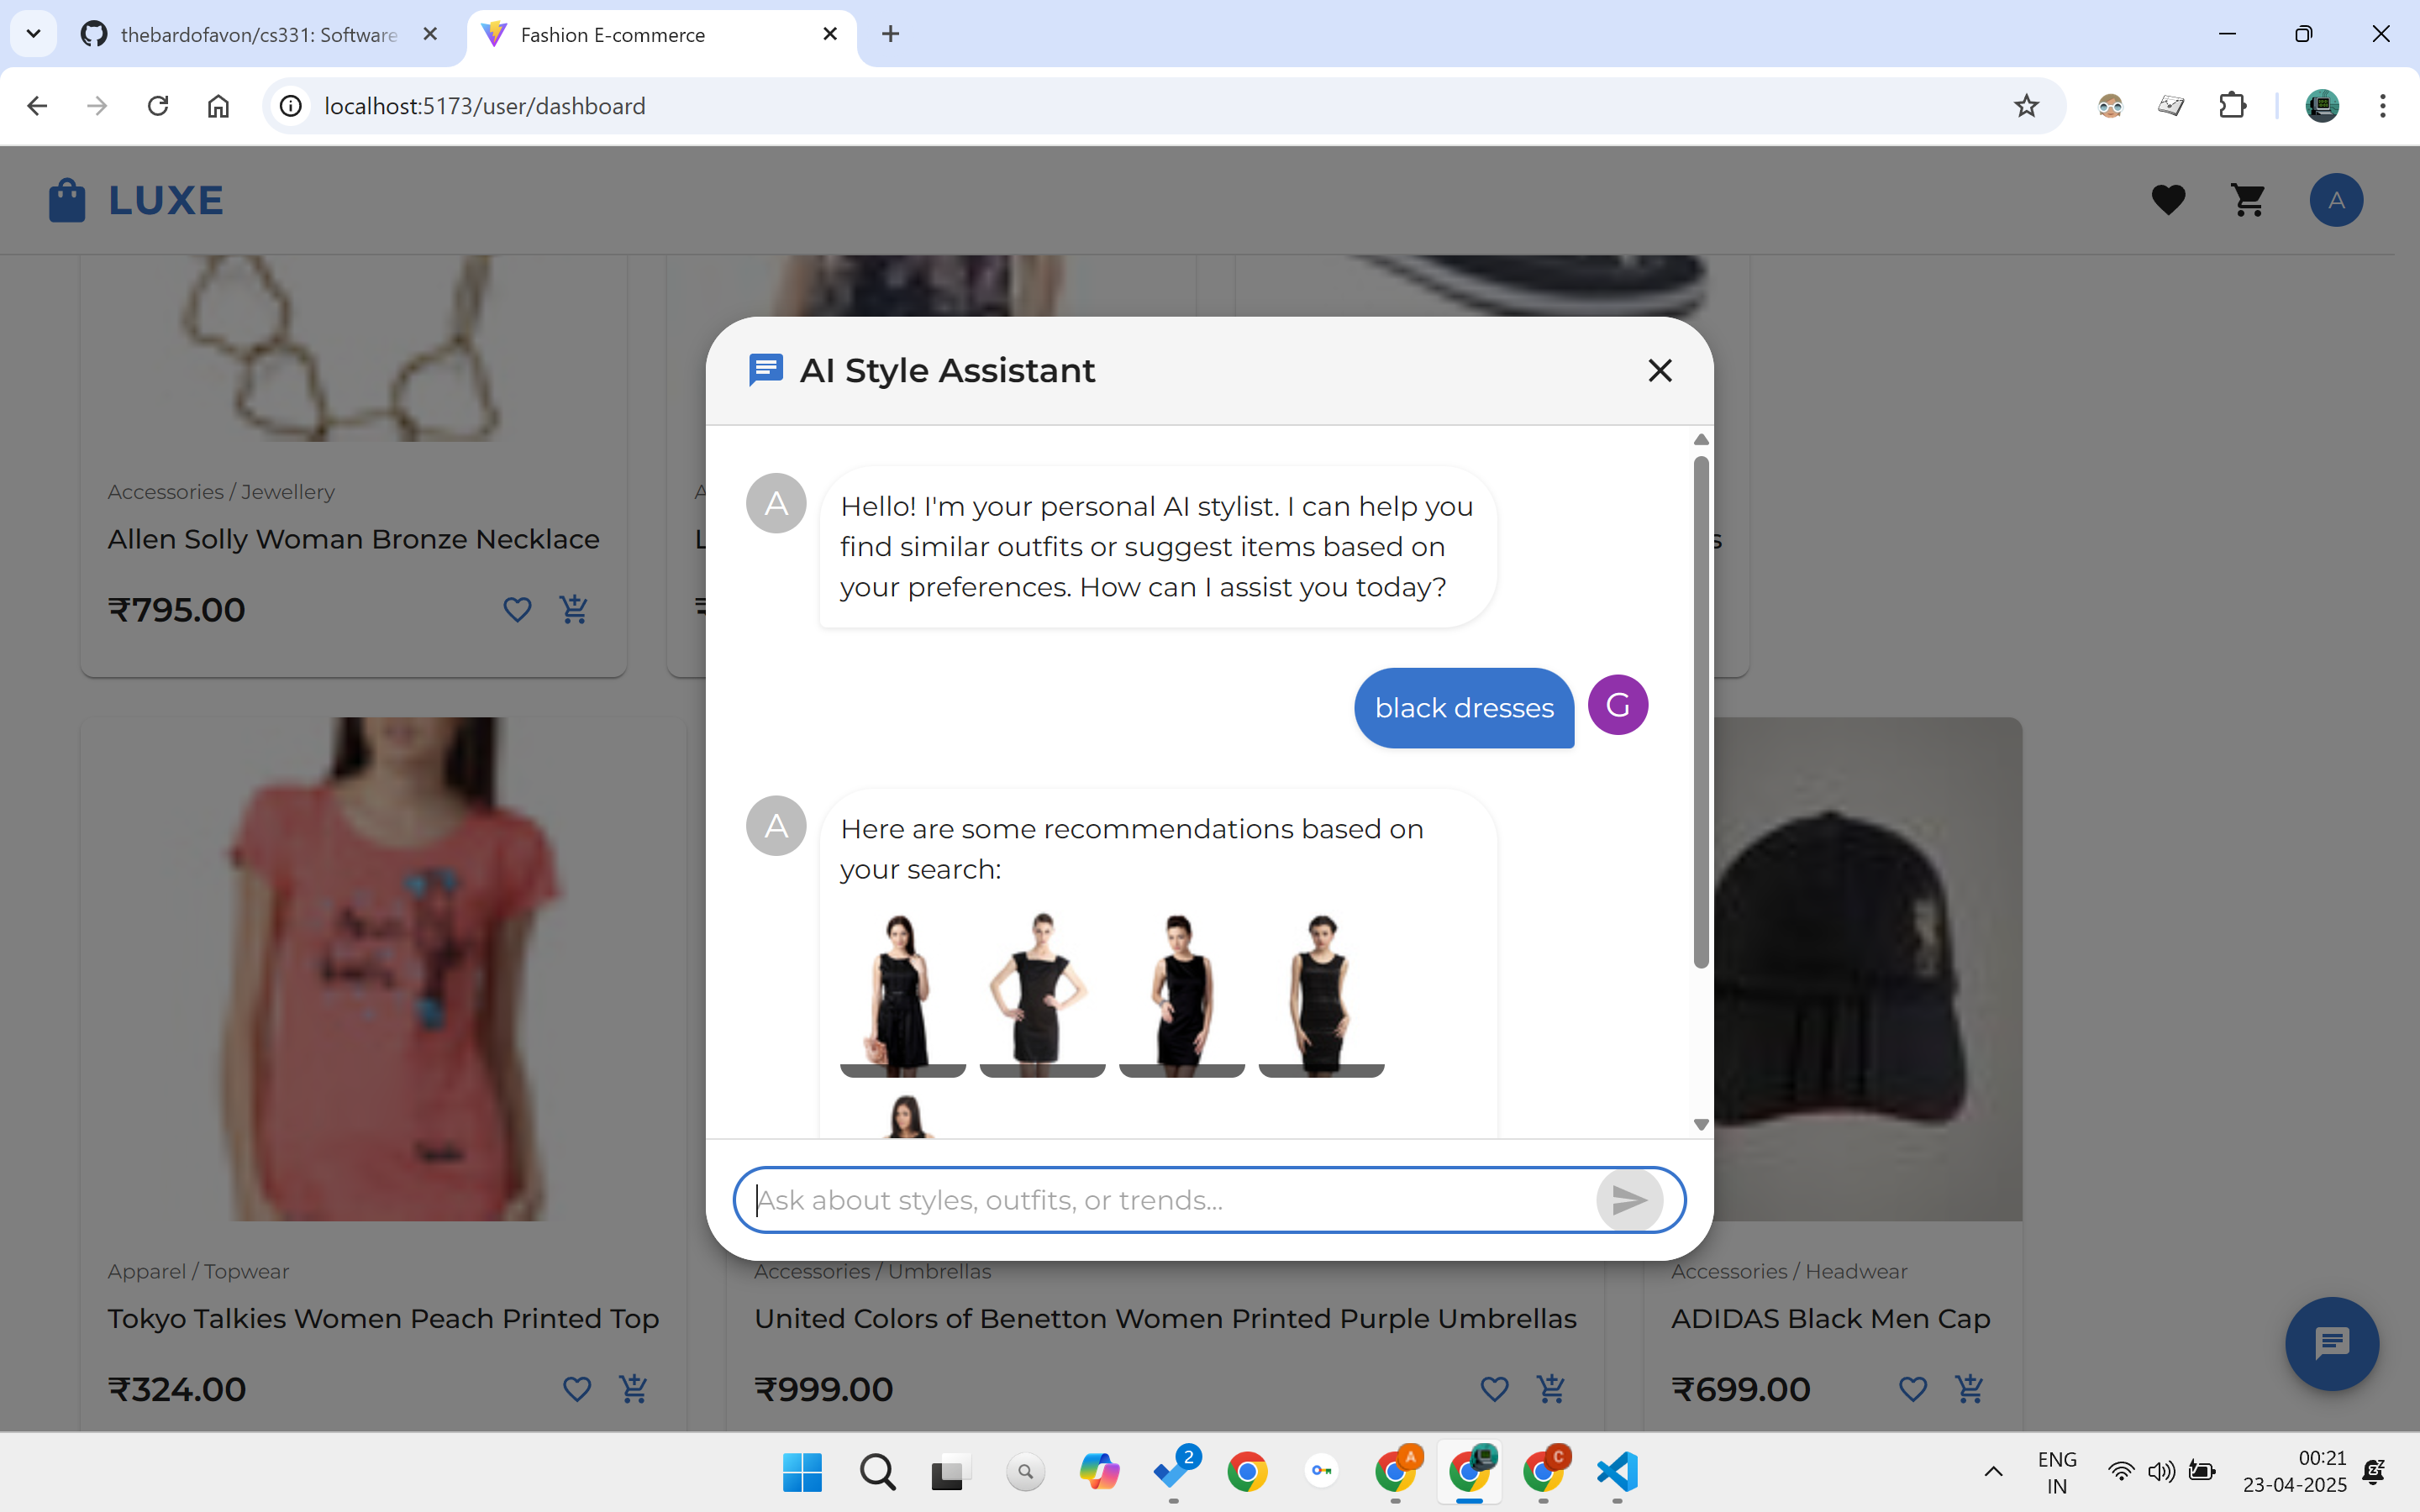 thebardofavon/cs331: Software
Fashion E-commerce
localhost:5173/user/dashboard
LUXE
A
AI Style Assistant
A
Hello! I'm your personal AI stylist. I can help you
find similar outfits or suggest items based on
your preferences. How can I assist you today?
black dresses
G
A
Here are some recommendations based on
your search:
Ask about styles, outfits, or trends...
Accessories / Jewellery
Allen Solly Woman Bronze Necklace
₹795.00
Apparel / Topwear
Tokyo Talkies Women Peach Printed Top
₹324.00
Accessories / Umbrellas
United Colors of Benetton Women Printed Purple Umbrellas
₹999.00
Accessories / Headwear
ADIDAS Black Men Cap
₹699.00
2
A
C
ENG
IN
00:21
23-04-2025